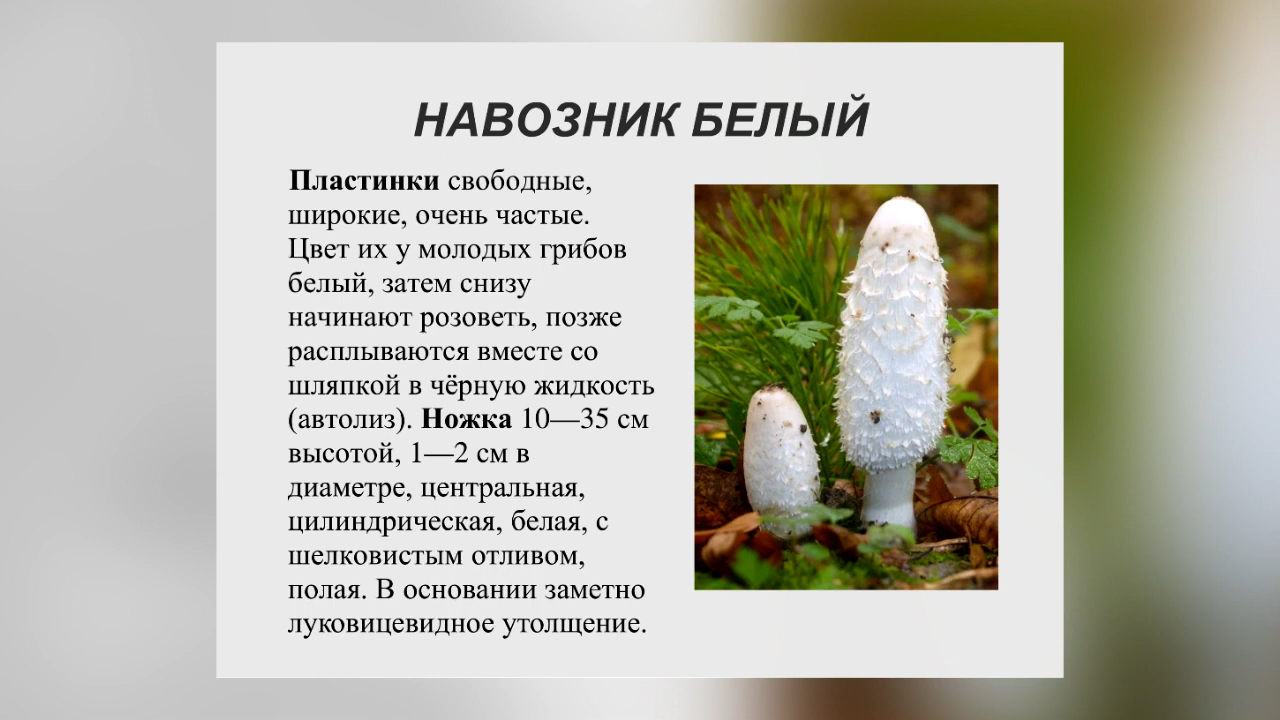 НАВОЗНИК БЕЛЫЙ
Пластинки свободные,
широкие, очень частые.
Цвет их у молодых грибов
белый, затем снизу
начинают розоветь, позже
расплываются вместе со
шляпкой в чёрную жидкость
(автолиз). Ножка 10—35 см
высотой, 1—2 см в
диаметре, центральная,
цилиндрическая, белая, с
шелковистым отливом,
полая. В основании заметно
луковицевидное утолщение.